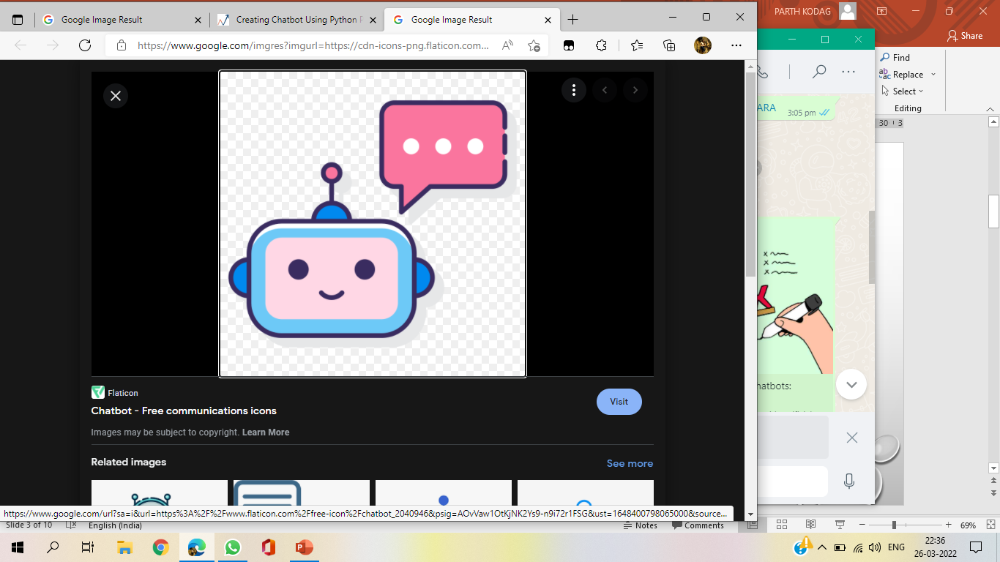 Google Image Result
Creating Chatbot Using Python
Google Image Result
PARTH KODAG
Share
https://www.google.com/imgres?imgurl=https://cdn-icons-png.flaticon.com...
Find
Replace
Select
Editing
ARA
3:05 pm
30
3
hatbots:
Flaticon
Chatbot - Free communications icons
Visit
Images may be subject to copyright. Learn More
Related images
See more
https://www.google.com/url?sa=i&url=https%3A%2F%2Fwww.flaticon.com%2Ffree-icon%2Fchatbot_2040946&psig=AOvVaw1OtKjNK2Ys9-n9i72r1FSG&ust=1648400798065000&source...
Slide 3 of 10
English (India)
Notes
Comments
69%
ENG
22:36
26-03-2022